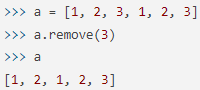 >>> a = [1, 2, 3, 1, 2, 3]
>>> a.remove(3)
>>> a
[1, 2, 1, 2, 3]